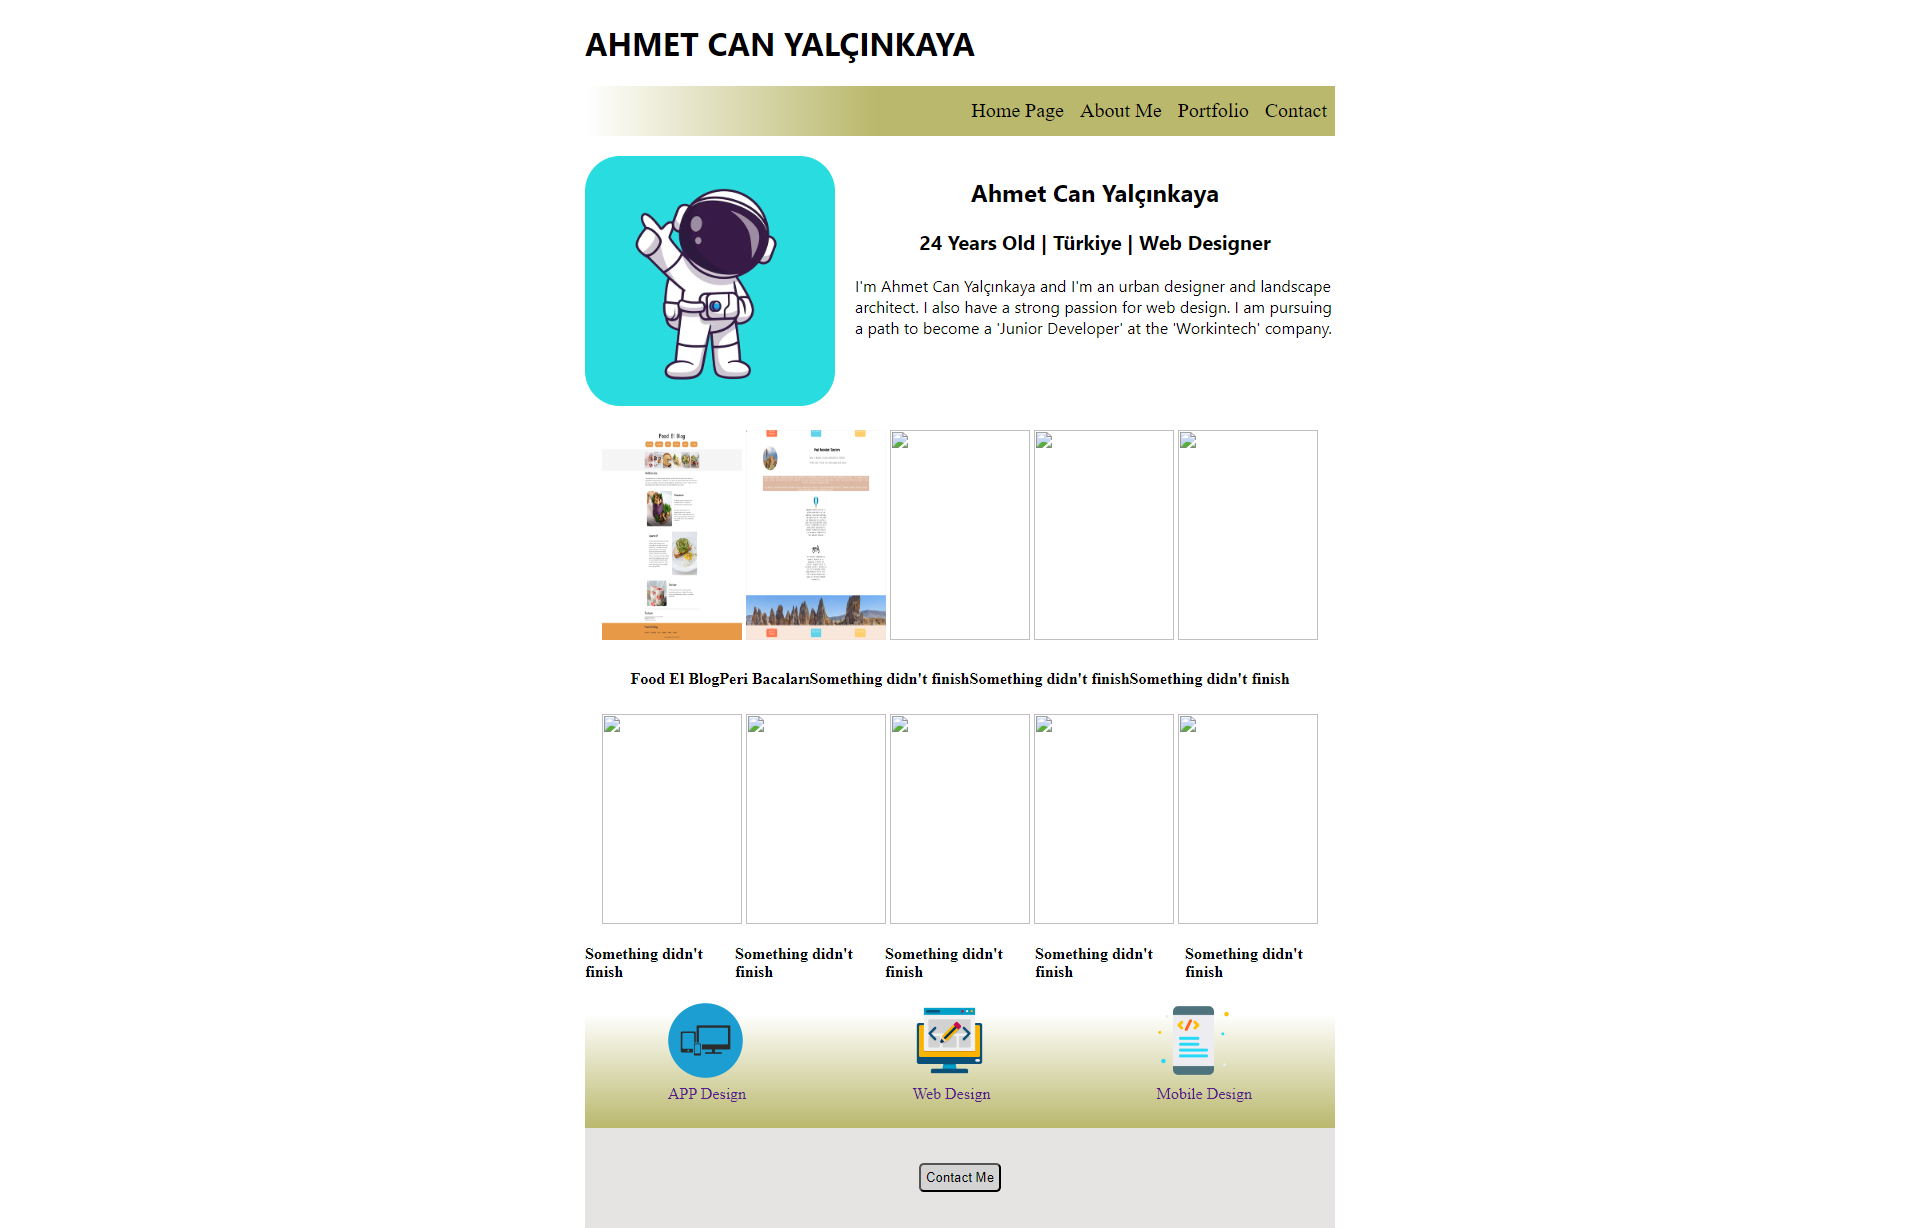 AHMET CAN YALÇINKAYA
Home Page About Me Portfolio Contact
Ahmet Can Yalçınkaya
24 Years Old | Türkiye | Web Designer
I'm Ahmet Can Yalçınkaya and I'm an urban designer and landscape
architect. I also have a strong passion for web design. I am pursuing
a path to become a 'Junior Developer' at the 'Workintech' company.
Food El Blog
Food El BlogPeri BacalarıSomething didn't finishSomething didn't finishSomething didn't finish
Something didn't finish
Something didn't finish
Something didn't finish
Something didn't finish
Something didn't finish
APP Design
Web Design
Mobile Design
Contact Me